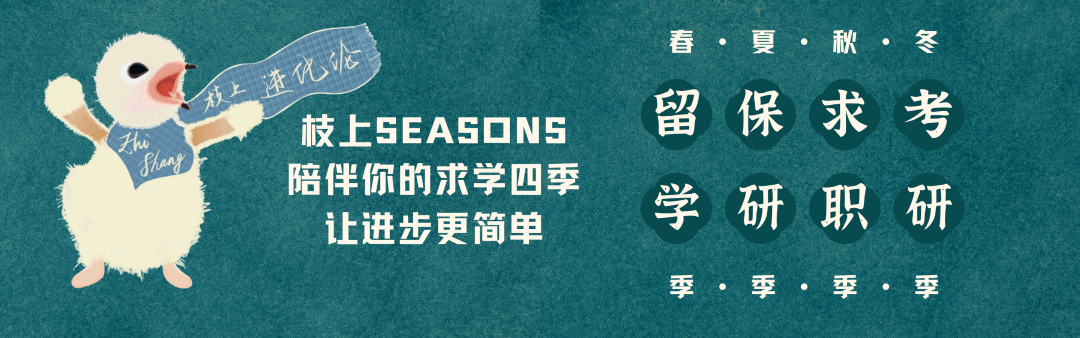 枝上 进化论
Zhi
Shang
枝上SEASONS
陪伴你的求学四季
让进步更简单
春·夏·秋·冬
留保求考
学研职研
季·季·季·季